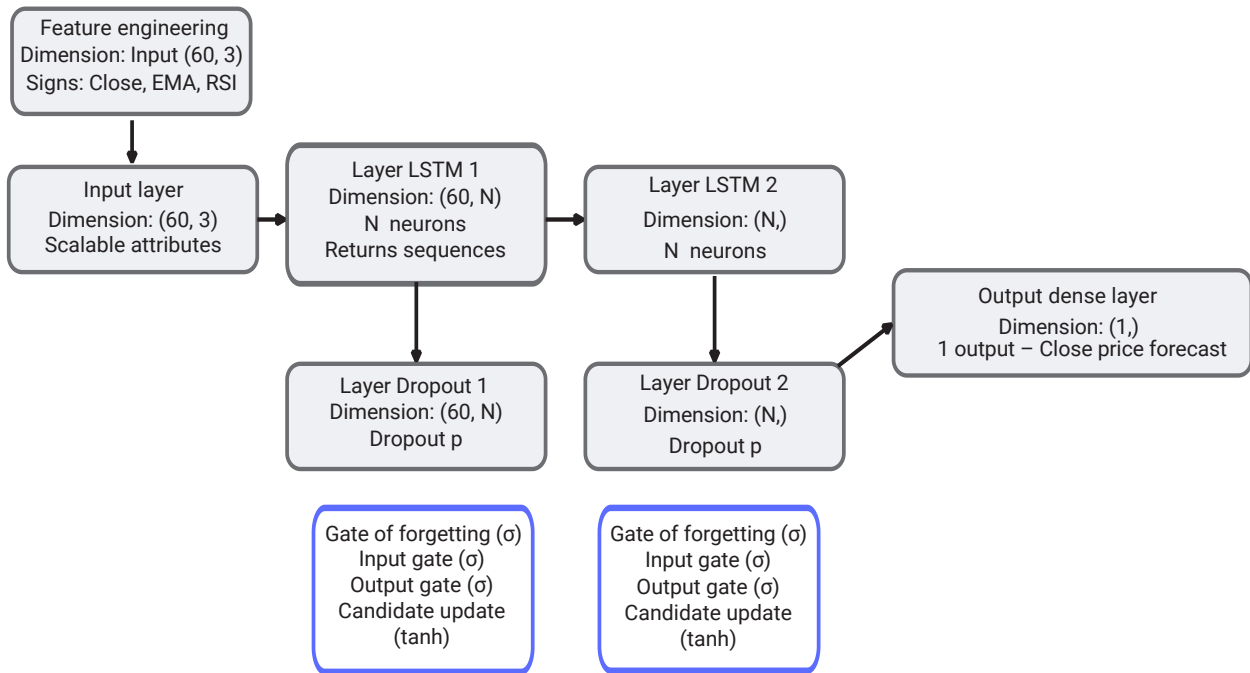 Feature engineering
Dimension: Input (60, 3)
Signs: Close, EMA, RSI
Input layer
Dimension: (60, 3)
Scalable attributes
Layer LSTM 1
Dimension: (60, N)
N neurons
Returns sequences
Layer LSTM 2
Dimension: (N,)
N neurons
Output dense layer
Dimension: (1,)
1 output – Close price forecast
Layer Dropout 1
Dimension: (60, N)
Dropout p
Layer Dropout 2
Dimension: (N,)
Dropout p
Gate of forgetting (σ)
Input gate (σ)
Output gate (σ)
Candidate update
(tanh)
Gate of forgetting (σ)
Input gate (σ)
Output gate (σ)
Candidate update
(tanh)